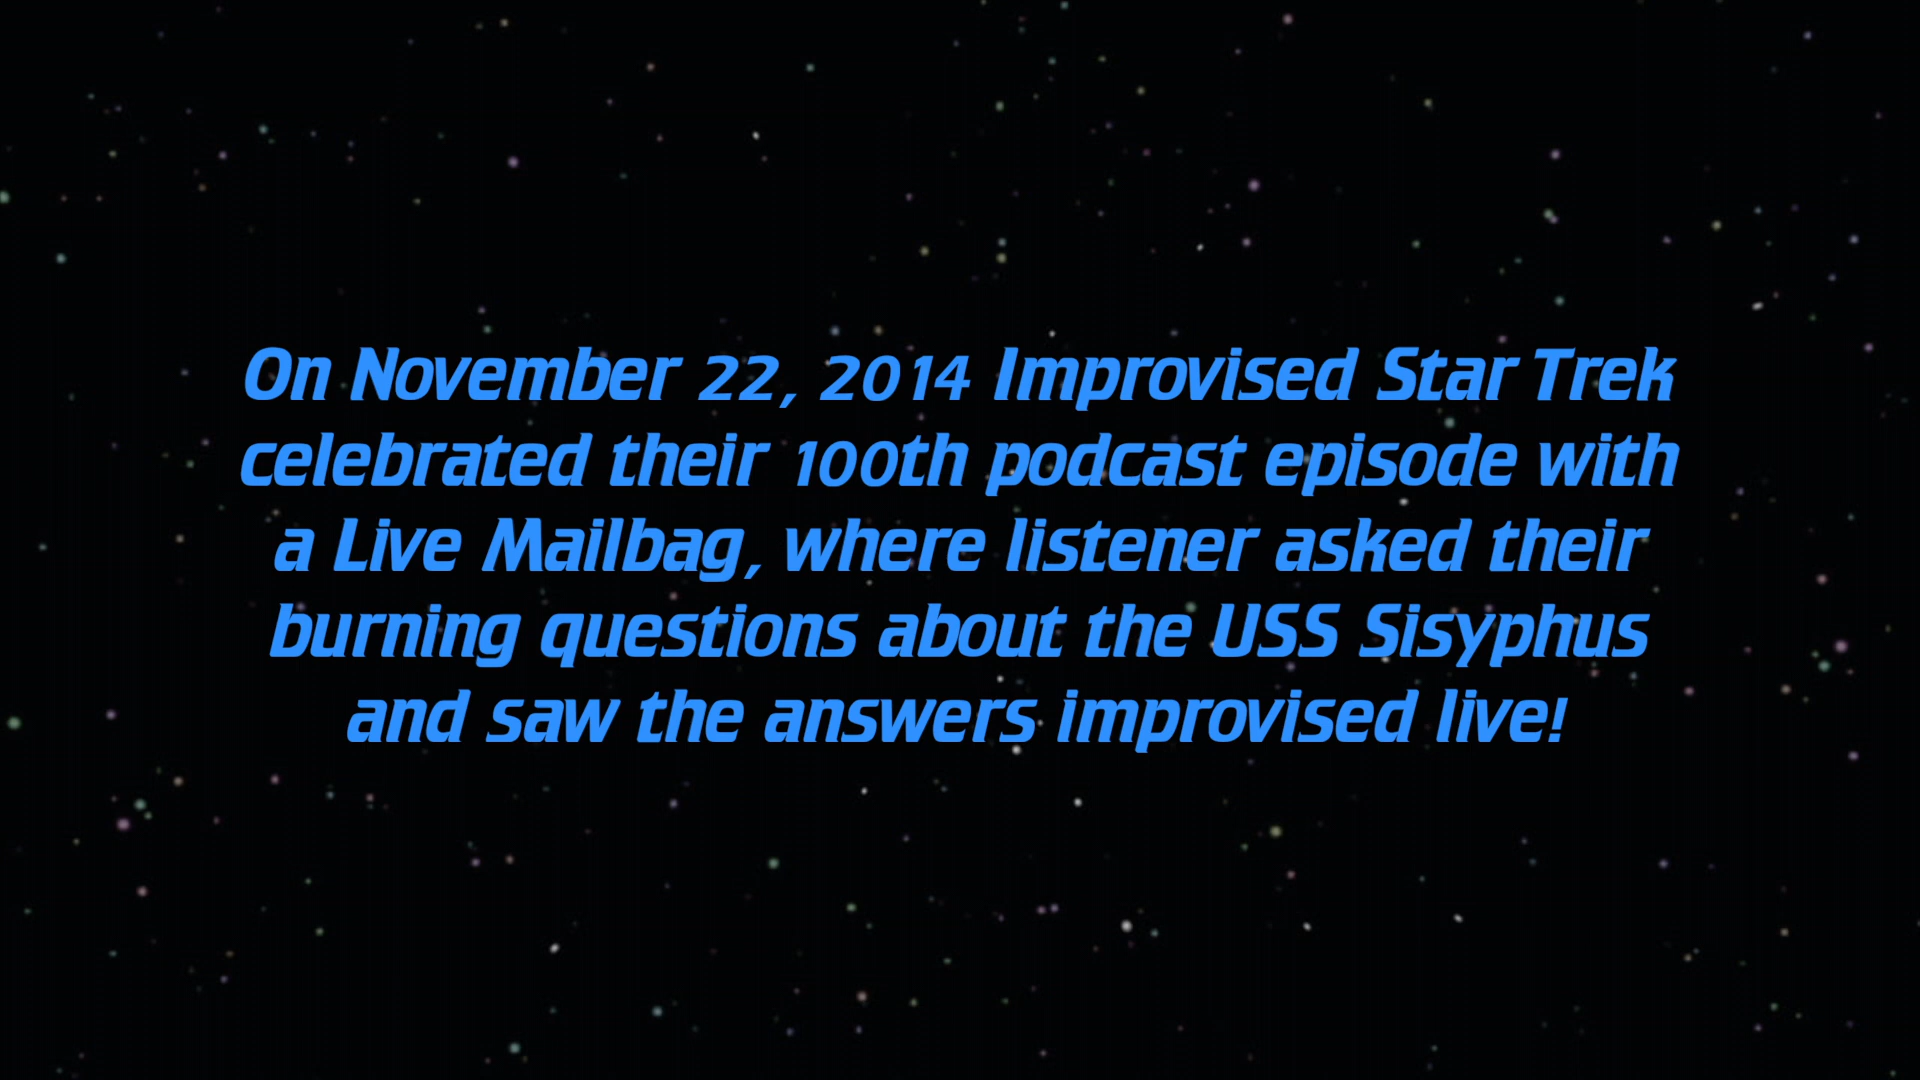 On November 22, 2014 Improvised Star Trek
celebrated their 100th podcast episode with
a Live Mailbag, where listener asked their
burning questions about the USS Sisyphus
and saw the answers improvised live!